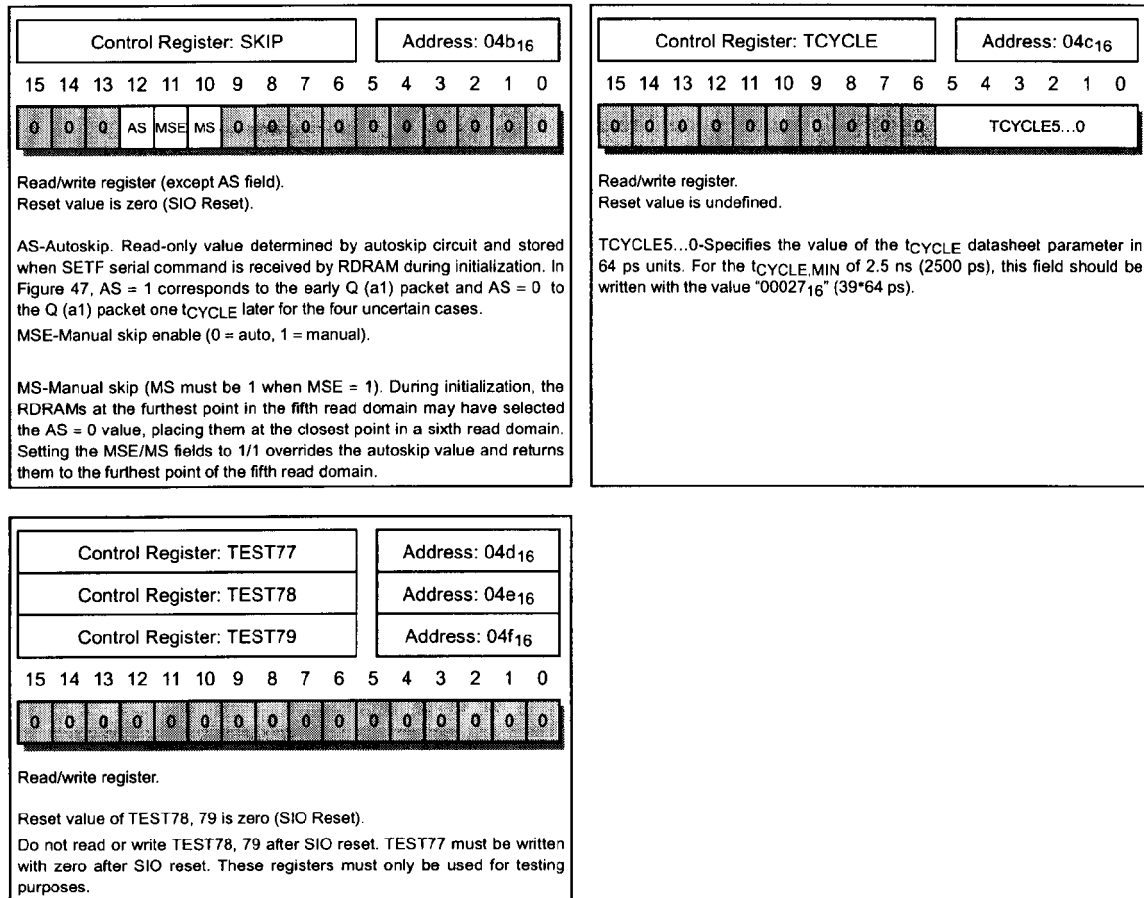 Control Register: SKIP
Address: 04b16
15 14 13 12 11 10 9 8 7 6 5 4 3 2 1 0
0 0 0 AS MSE MS 0 0 0 0 0 0 0 0 0 0
Read/write register (except AS field).
Reset value is zero (SIO Reset).
AS-Autoskip. Read-only value determined by autoskip circuit and stored
when SETF serial command is received by RDRAM during initialization. In
Figure 47, AS = 1 corresponds to the early Q (a1) packet and AS = 0 to
the Q (a1) packet one tCYCLE later for the four uncertain cases.
MSE-Manual skip enable (0 = auto, 1 = manual).
MS-Manual skip (MS must be 1 when MSE = 1). During initialization, the
RDRAMs at the furthest point in the fifth read domain may have selected
the AS = 0 value, placing them at the closest point in a sixth read domain.
Setting the MSE/MS fields to 1/1 overrides the autoskip value and returns
them to the furthest point of the fifth read domain.
Control Register: TCYCLE
Address: 04c16
15 14 13 12 11 10 9 8 7 6 5 4 3 2 1 0
0 0 0 0 0 0 0 0 0 0 TCYCLE5...0
Read/write register.
Reset value is undefined.
TCYCLE5...0-Specifies the value of the tCYCLE datasheet parameter in
64 ps units. For the tCYCLE,MIN of 2.5 ns (2500 ps), this field should be
written with the value "0002716" (39*64 ps).
Control Register: TEST77
Address: 04d16
Control Register: TEST78
Address: 04e16
Control Register: TEST79
Address: 04f16
15 14 13 12 11 10 9 8 7 6 5 4 3 2 1 0
0 0 0 0 0 0 0 0 0 0 0 0 0 0 0 0
Read/write register.
Reset value of TEST78, 79 is zero (SIO Reset).
Do not read or write TEST78, 79 after SIO reset. TEST77 must be written
with zero after SIO reset. These registers must only be used for testing
purposes.